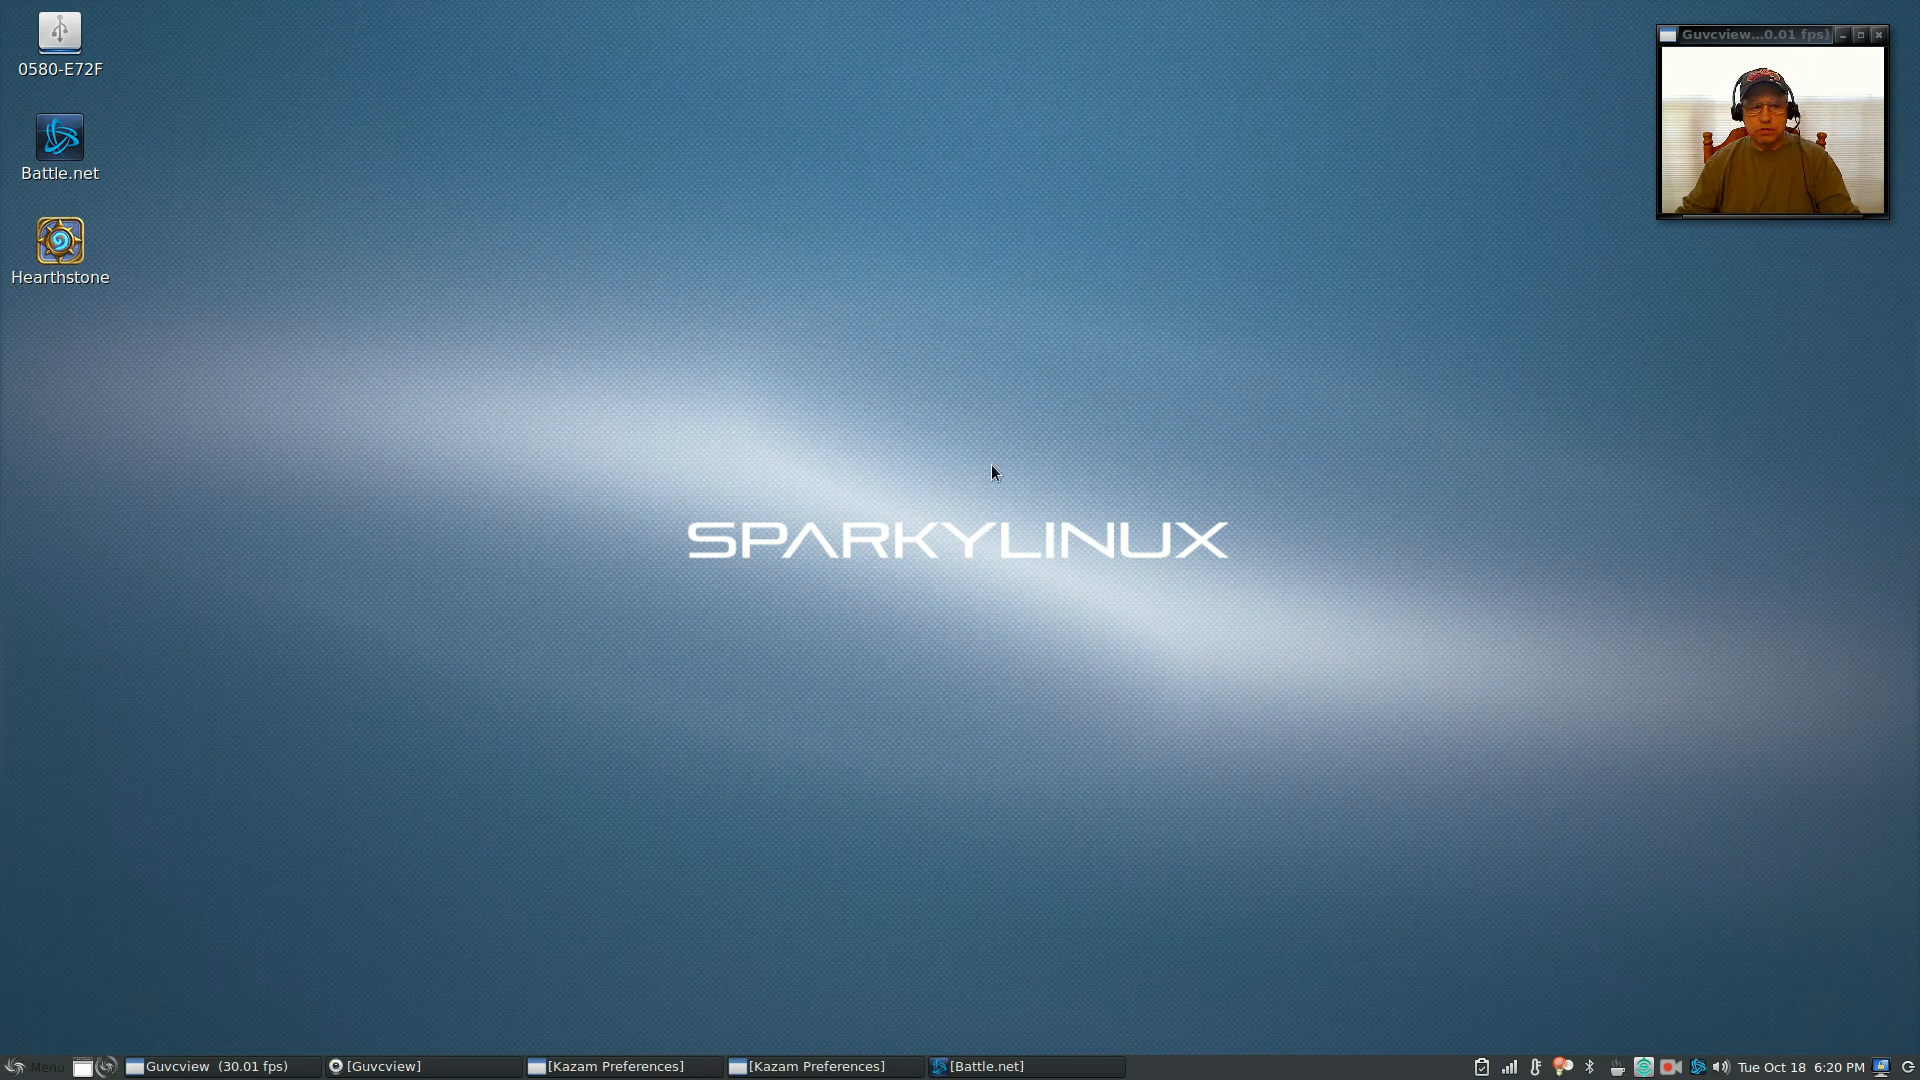 0580-E72F
Battle.net
Hearthstone
Guvcview...0.01 fps)
SPARKYLINUX
Menu
Guvcview (30.01 fps)
[Guvcview]
[Kazam Preferences]
[Kazam Preferences]
[Battle.net]
Tue Oct 18 6:20 PM